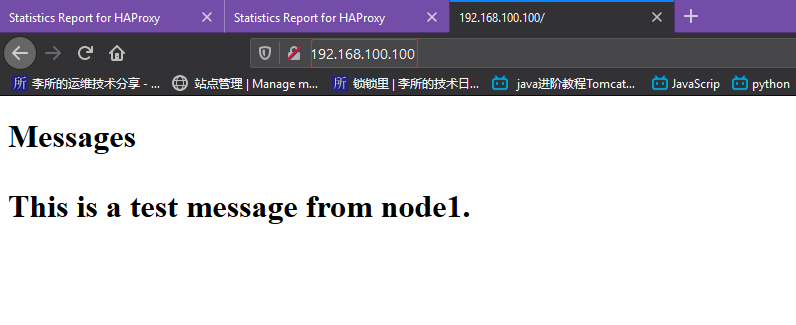 Statistics Report for HAProxy
Statistics Report for HAProxy
192.168.100.100/
192.168.100.100
所 李所的运维技术分享 - ...
站点管理 | Manage m...
所 锁锁里 | 李所的技术日...
java进阶教程Tomcat...
JavaScrip
python
Messages
This is a test message from node1.